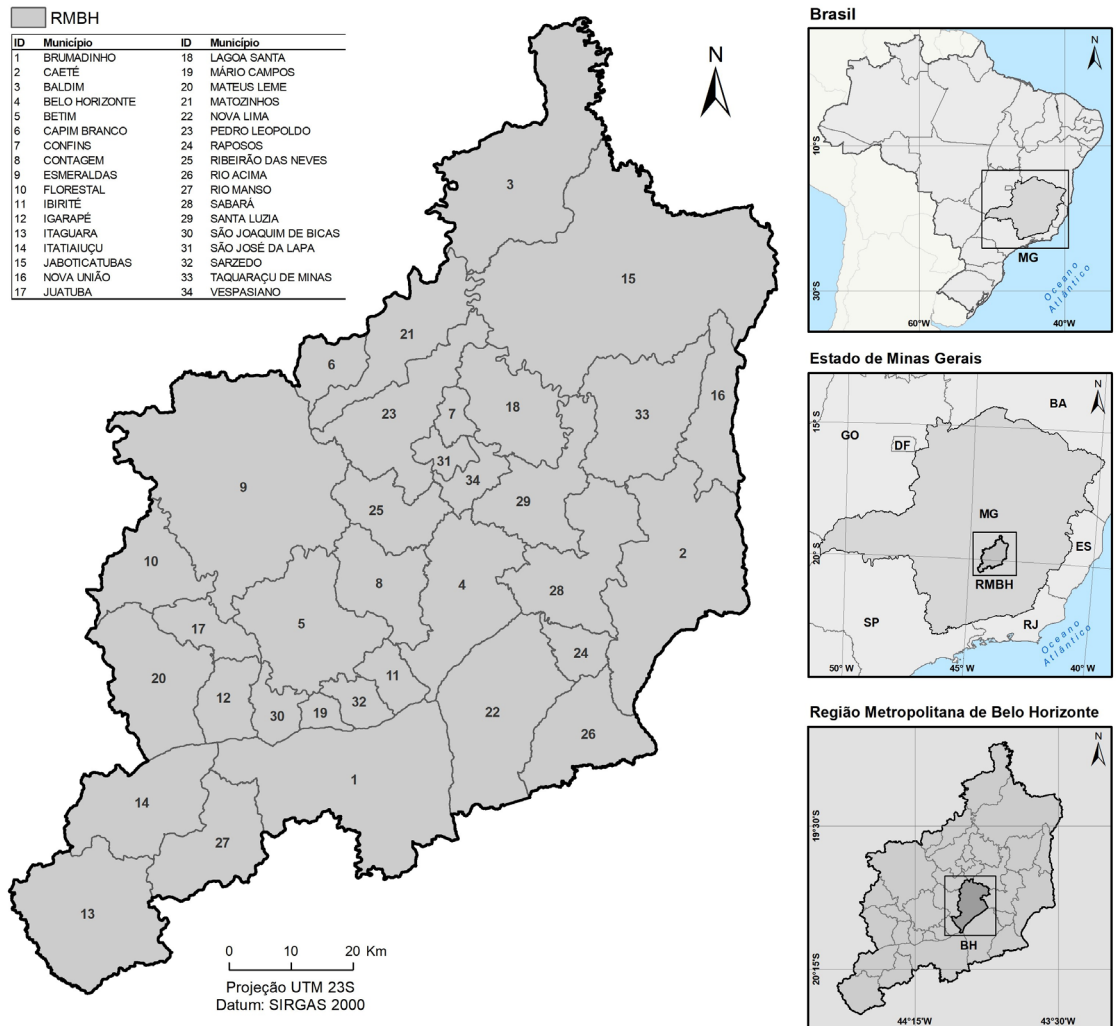 RMBH
ID Município ID Município
1 BRUMADINHO 18 LAGOA SANTA
2 CAETÉ 19 MÁRIO CAMPOS
3 BALDIM 20 MATEUS LEME
4 BELO HORIZONTE 21 MATOZINHOS
5 BETIM 22 NOVA LIMA
6 CAPIM BRANCO 23 PEDRO LEOPOLDO
7 CONFINS 24 RAPOSOS
8 CONTAGEM 25 RIBEIRÃO DAS NEVES
9 ESMERALDAS 26 RIO ACIMA
10 FLORESTAL 27 RIO MANSO
11 IBIRITÉ 28 SABARÁ
12 IGARAPÉ 29 SANTA LUZIA
13 ITAGUARA 30 SÃO JOAQUIM DE BICAS
14 ITATIAIUÇU 31 SÃO JOSÉ DA LAPA
15 JABOTICATUBAS 32 SARZEDO
16 NOVA UNIÃO 33 TAQUARAÇU DE MINAS
17 JUATUBA 34 VESPASIANO
N
3
15
21
6
16
7
18
23
33
31
34
9
29
25
2
10
8
4
28
5
17
24
20
11
12
32
30
19
22
26
1
14
27
13
0 10 20 Km
Projeção UTM 23S
Datum: SIRGAS 2000
Brasil
N
10°S
MG
Oceano
Atlântico
30°S
60°W 40°W
Estado de Minas Gerais
N
BA
15°S
GO
DF
MG
ES
20°S
RMBH
SP
RJ
Oceano
Atlântico
50° W 45° W 40° W
Região Metropolitana de Belo Horizonte
N
19°30'S
BH
20°15'S
44°15'W 43°30'W